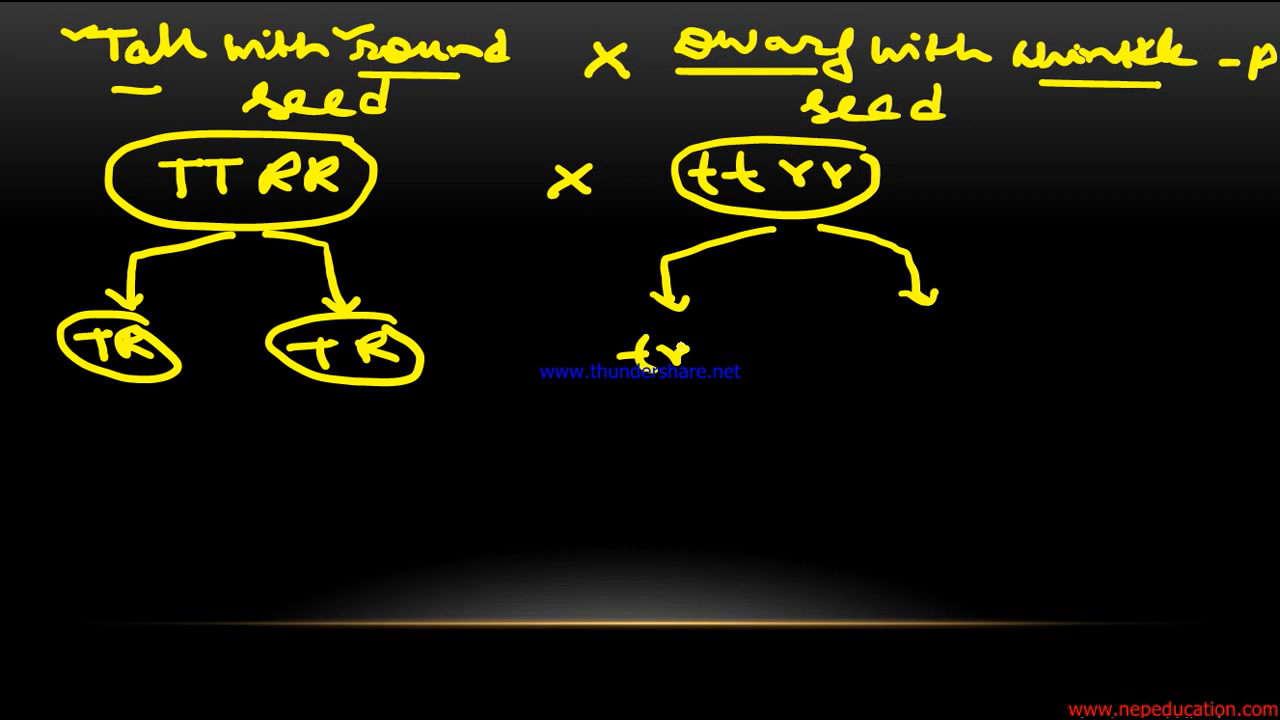 Tall with round × Dwarf with wrinkle - P
seed seed
TTRR × ttrr
TR TR tr
www.thundershare.net
www.nepeducation.com